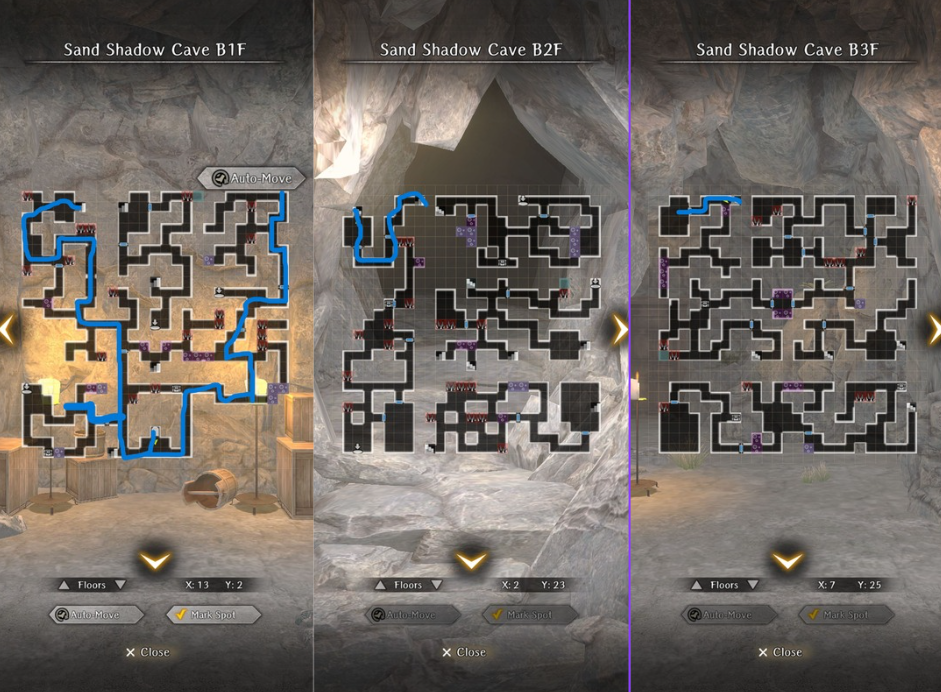 Sand Shadow Cave B1F
Auto-Move
Floors
X: 13 Y: 2
Auto-Move
Mark Spot
Close
Sand Shadow Cave B2F
Floors
X: 2 Y: 23
Auto-Move
Mark Spot
Close
Sand Shadow Cave B3F
Floors
X: 7 Y: 25
Auto-Move
Mark Spot
Close